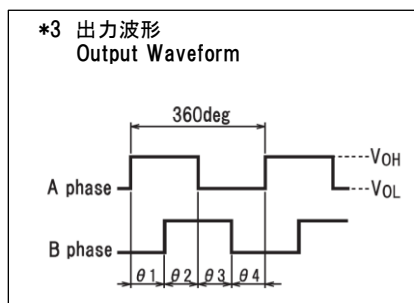 *3 出力波形
Output Waveform
360deg
VOH
A phase
VOL
B phase
θ1 θ2 θ3 θ4